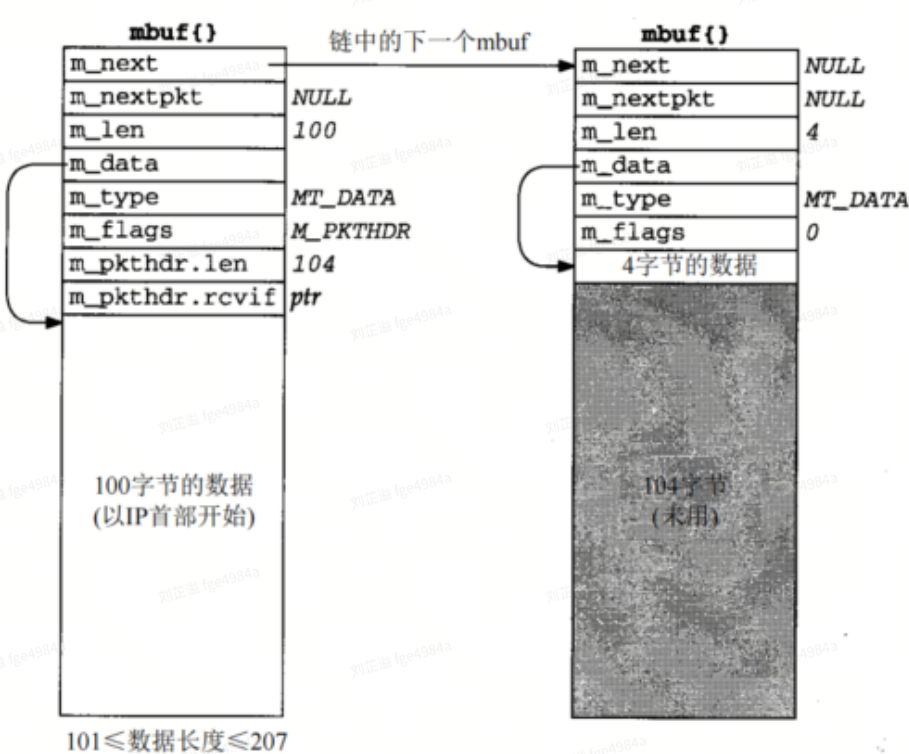 mbuf{}
m_next
m_nextpkt NULL
m_len 100
m_data
m_type MT_DATA
m_flags M_PKTHDR
m_pkthdr.len 104
m_pkthdr.rcvif ptr
100字节的数据
(以IP首部开始)
101≤数据长度≤207
链中的下一个mbuf
mbuf{}
m_next NULL
m_nextpkt NULL
m_len 4
m_data
m_type MT_DATA
m_flags 0
4字节的数据
104字节
(未用)